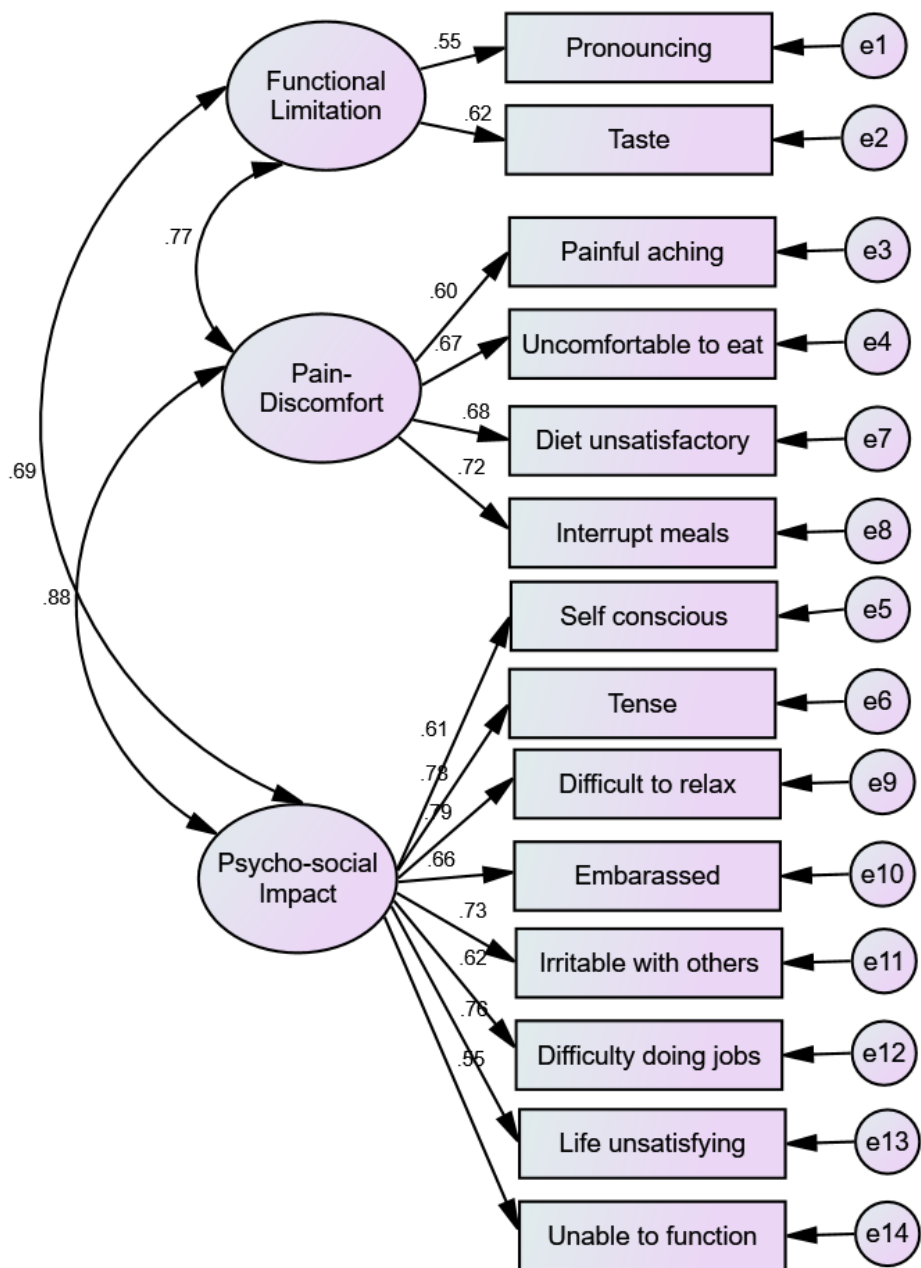 .55
Pronouncing
e1
Functional
Limitation
.62
Taste
e2
.77
Painful aching
e3
.60
.67
Uncomfortable to eat
e4
Pain-
Discomfort
.68
Diet unsatisfactory
e7
.72
.69
Interrupt meals
e8
.88
Self conscious
e5
.61
Tense
e6
.78
.79
Difficult to relax
e9
Psycho-social
Impact
.66
Embarassed
e10
.73
.62
Irritable with others
e11
.76
.55
Difficulty doing jobs
e12
Life unsatisfying
e13
Unable to function
e14